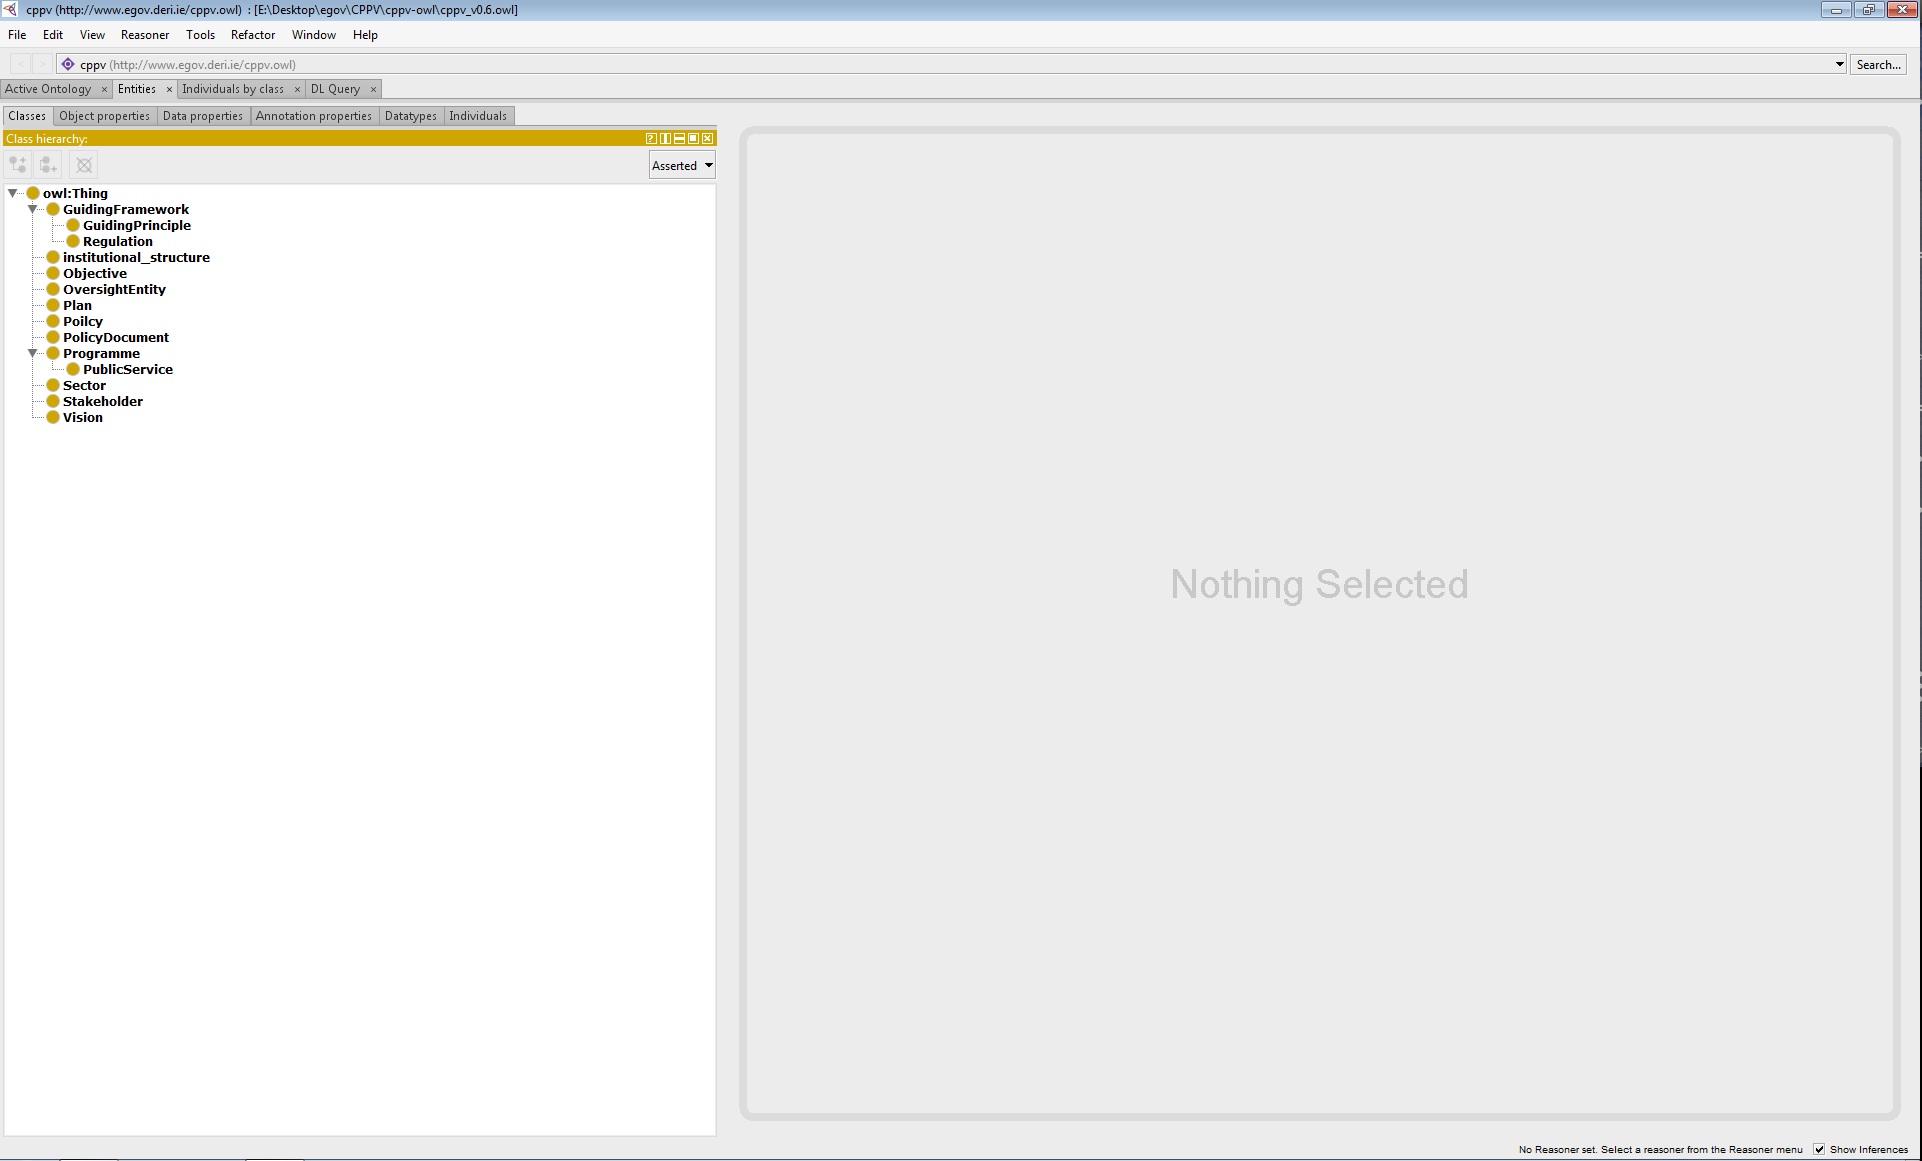 cppv (http://www.egov.deri.ie/cppv.owl) : [E:\Desktop\egov\CPPV\cppv-owl\cppv_v0.6.owl]
File Edit View Reasoner Tools Refactor Window Help
< > cppv (http://www.egov.deri.ie/cppv.owl) Search...
Active Ontology × Entities × Individuals by class × DL Query ×
Classes Object properties Data properties Annotation properties Datatypes Individuals
Class hierarchy:
Asserted
owl:Thing
GuidingFramework
GuidingPrinciple
Regulation
institutional_structure
Objective
OversightEntity
Plan
Poilcy
PolicyDocument
Programme
PublicService
Sector
Stakeholder
Vision
Nothing Selected
No Reasoner set. Select a reasoner from the Reasoner menu Show Inferences